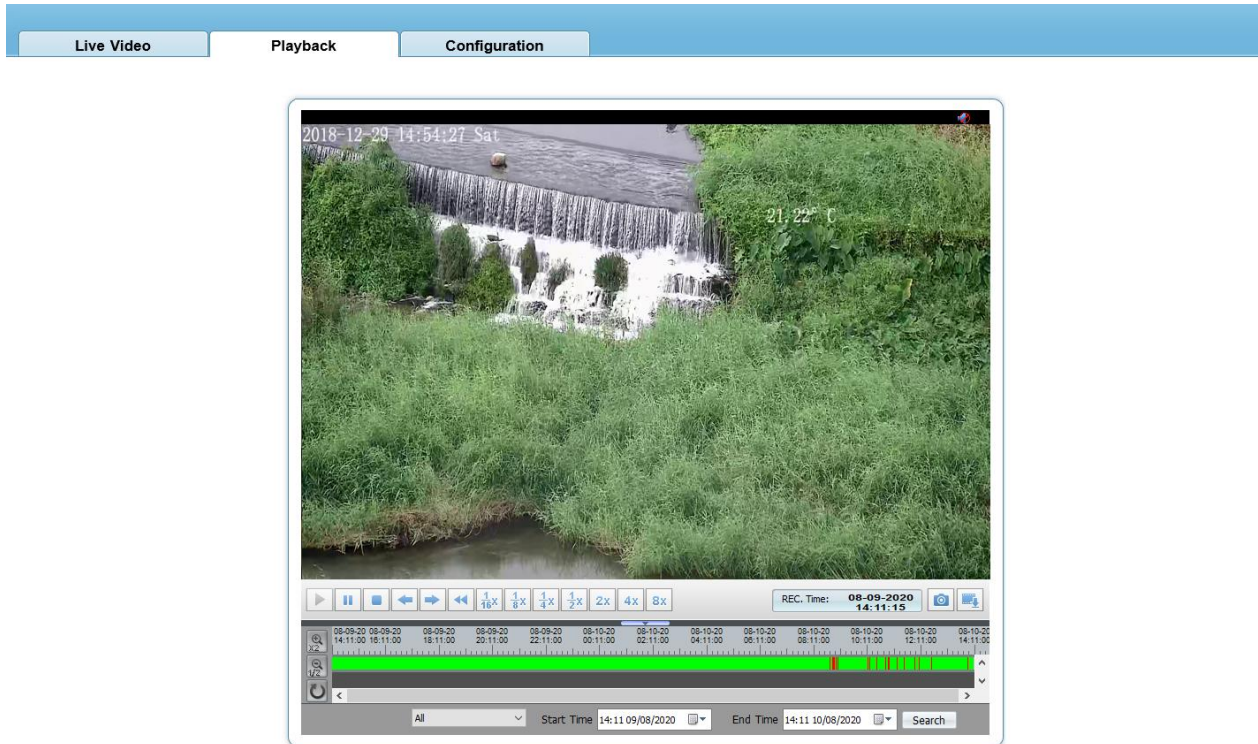 Live Video Playback Configuration
2018-12-29 14:54:27 Sat
21.22° C
1/16x 1/8x 1/4x 1/2x 2x 4x 8x
REC. Time: 08-09-2020
14:11:15
08-09-20 08-09-20 08-09-20 08-09-20 08-09-20 08-10-20 08-10-20 08-10-20 08-10-20 08-10-20 08-10-20 08-10-20 08-10-20
14:11:00 16:11:00 18:11:00 20:11:00 22:11:00 00:11:00 02:11:00 04:11:00 06:11:00 08:11:00 10:11:00 12:11:00 14:11:00
X2
1/2
All Start Time 14:11 09/08/2020 End Time 14:11 10/08/2020 Search